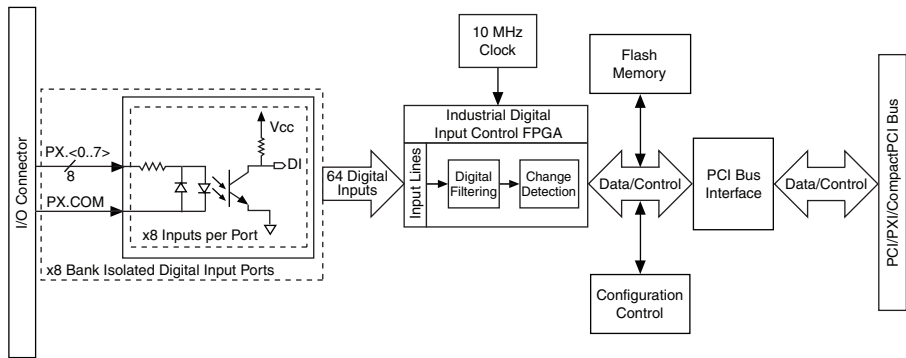 I/O Connector
PX.<0..7>
8
PX.COM
Vcc
DI
x8 Inputs per Port
x8 Bank Isolated Digital Input Ports
64 Digital
Inputs
10 MHz
Clock
Industrial Digital
Input Control FPGA
Input Lines
Digital
Filtering
Change
Detection
Flash
Memory
Data/Control
Configuration
Control
PCI Bus
Interface
Data/Control
PCI/PXI/CompactPCI Bus